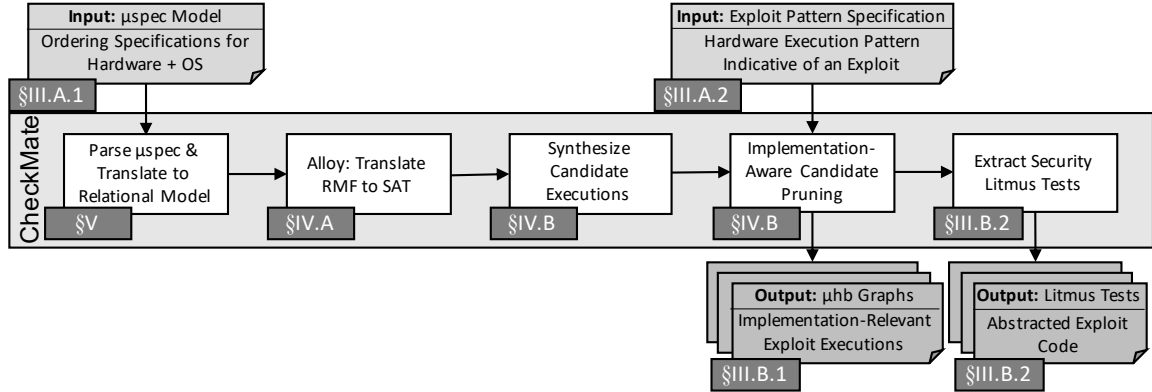 Input: μspec Model
Ordering Specifications for
Hardware + OS
§III.A.1
Input: Exploit Pattern Specification
Hardware Execution Pattern
Indicative of an Exploit
§III.A.2
CheckMate
Parse μspec &
Translate to
Relational Model
§V
Alloy: Translate
RMF to SAT
§IV.A
Synthesize
Candidate
Executions
§IV.B
Implementation-
Aware Candidate
Pruning
§IV.B
Extract Security
Litmus Tests
§III.B.2
Output: μhb Graphs
Implementation-Relevant
Exploit Executions
§III.B.1
Output: Litmus Tests
Abstracted Exploit
Code
§III.B.2